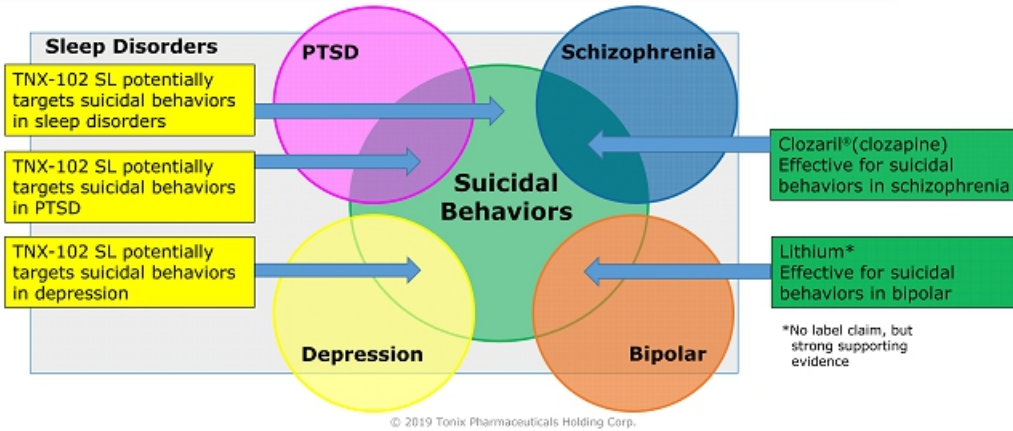 Sleep Disorders
PTSD
Schizophrenia
TNX-102 SL potentially
targets suicidal behaviors
in sleep disorders
TNX-102 SL potentially
targets suicidal behaviors
in PTSD
TNX-102 SL potentially
targets suicidal behaviors
in depression
Suicidal
Behaviors
Clozaril®(clozapine)
Effective for suicidal
behaviors in schizophrenia
Lithium*
Effective for suicidal
behaviors in bipolar
*No label claim, but
strong supporting
evidence
Depression
Bipolar
© 2019 Tonix Pharmaceuticals Holding Corp.